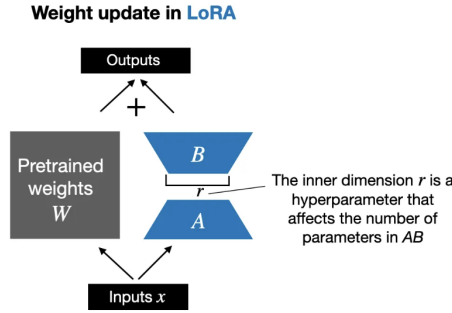 Weight update in LoRA
Outputs
+
Pretrained
weights
W
B
r
A
The inner dimension r is a
hyperparameter that
affects the number of
parameters in AB
Inputs x